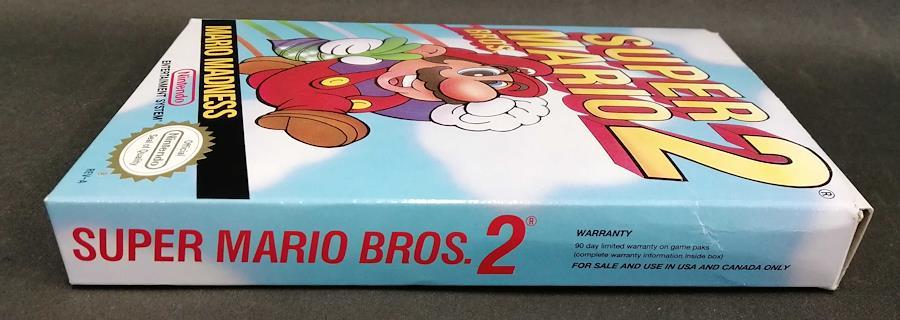 SUPER
MARIO
BROS
2®
MARIO MADNESS
Nintendo
ENTERTAINMENT SYSTEM
Official
Nintendo
Seal of Quality
REV-A
SUPER MARIO BROS. 2®
WARRANTY
90 day limited warranty on game paks
(complete warranty information inside box)
FOR SALE AND USE IN USA AND CANADA ONLY